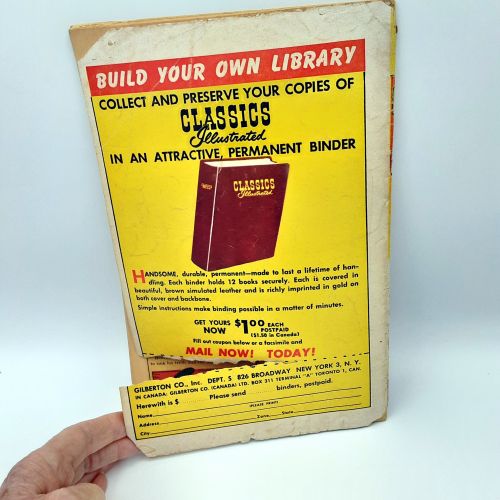 BUILD YOUR OWN LIBRARY
COLLECT AND PRESERVE YOUR COPIES OF
CLASSICS
Illustrated
IN AN ATTRACTIVE, PERMANENT BINDER
CLASSICS
Illustrated
HANDSOME, durable, permanent—made to last a lifetime of han-
dling. Each binder holds 12 books securely. Each is covered in
beautiful, brown simulated leather and is richly imprinted in gold on
both cover and backbone.
Simple instructions make binding possible in a matter of minutes.
GET YOURS $1.00 EACH
NOW POSTPAID
($1.50 in Canada)
Fill out coupon below or a facsimile and
MAIL NOW! TODAY!
GILBERTON CO., Inc. DEPT. S 826 BROADWAY NEW YORK 3, N. Y.
IN CANADA: GILBERTON CO. (CANADA) LTD. BOX 311 TERMINAL "A" TORONTO 1, CAN.
Herewith is $ Please send binders, postpaid.
(PLEASE PRINT)
Name
Address
City Zone State